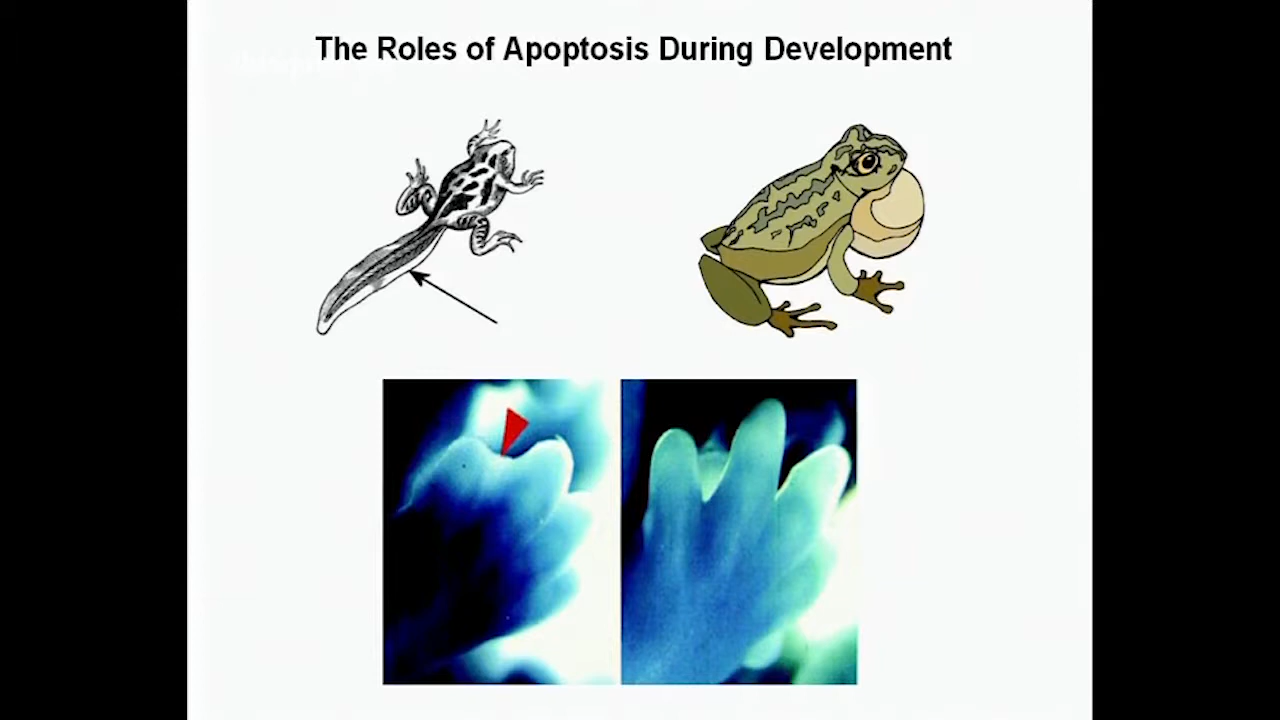 The Roles of Apoptosis During Development